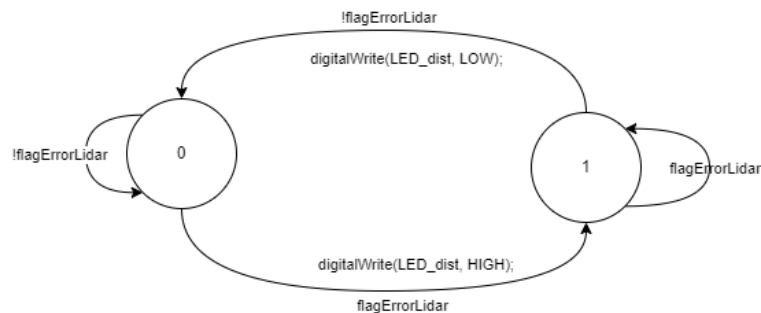 !flagErrorLidar
digitalWrite(LED_dist, LOW);
!flagErrorLidar
0
1
flagErrorLidar
digitalWrite(LED_dist, HIGH);
flagErrorLidar